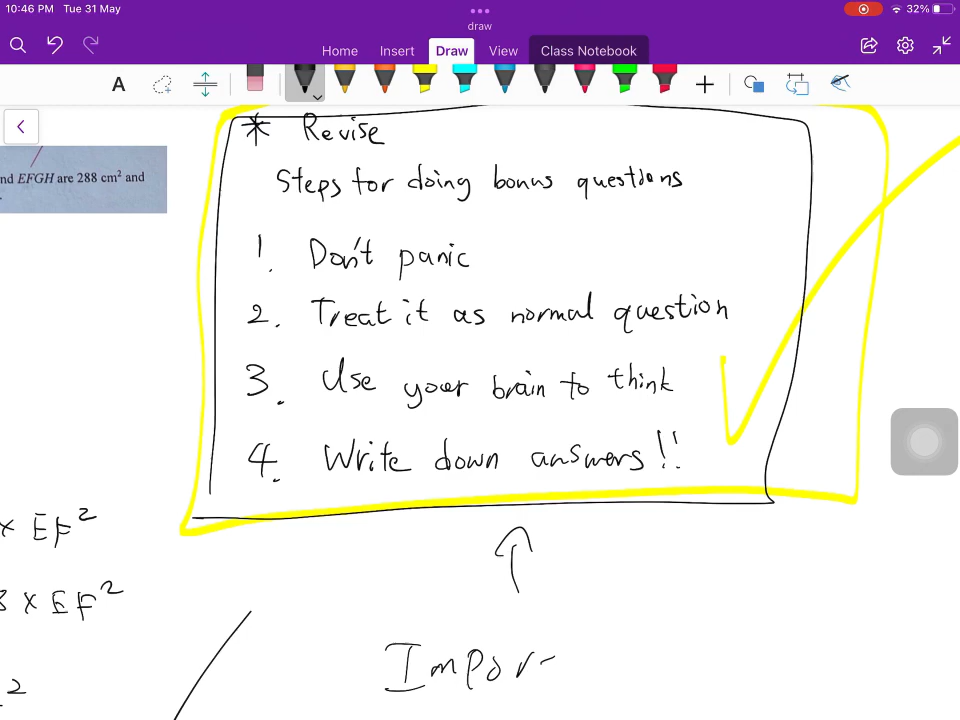 10:46 PM Tue 31 May
32%
draw
Home Insert Draw View Class Notebook
A
nd EFGH are 288 cm² and
* Revise
Steps for doing bonus questions
1. Don't panic
2. Treat it as normal question
3. Use your brain to think
4. Write down answers!!
x EF²
x EF²
2
Impor